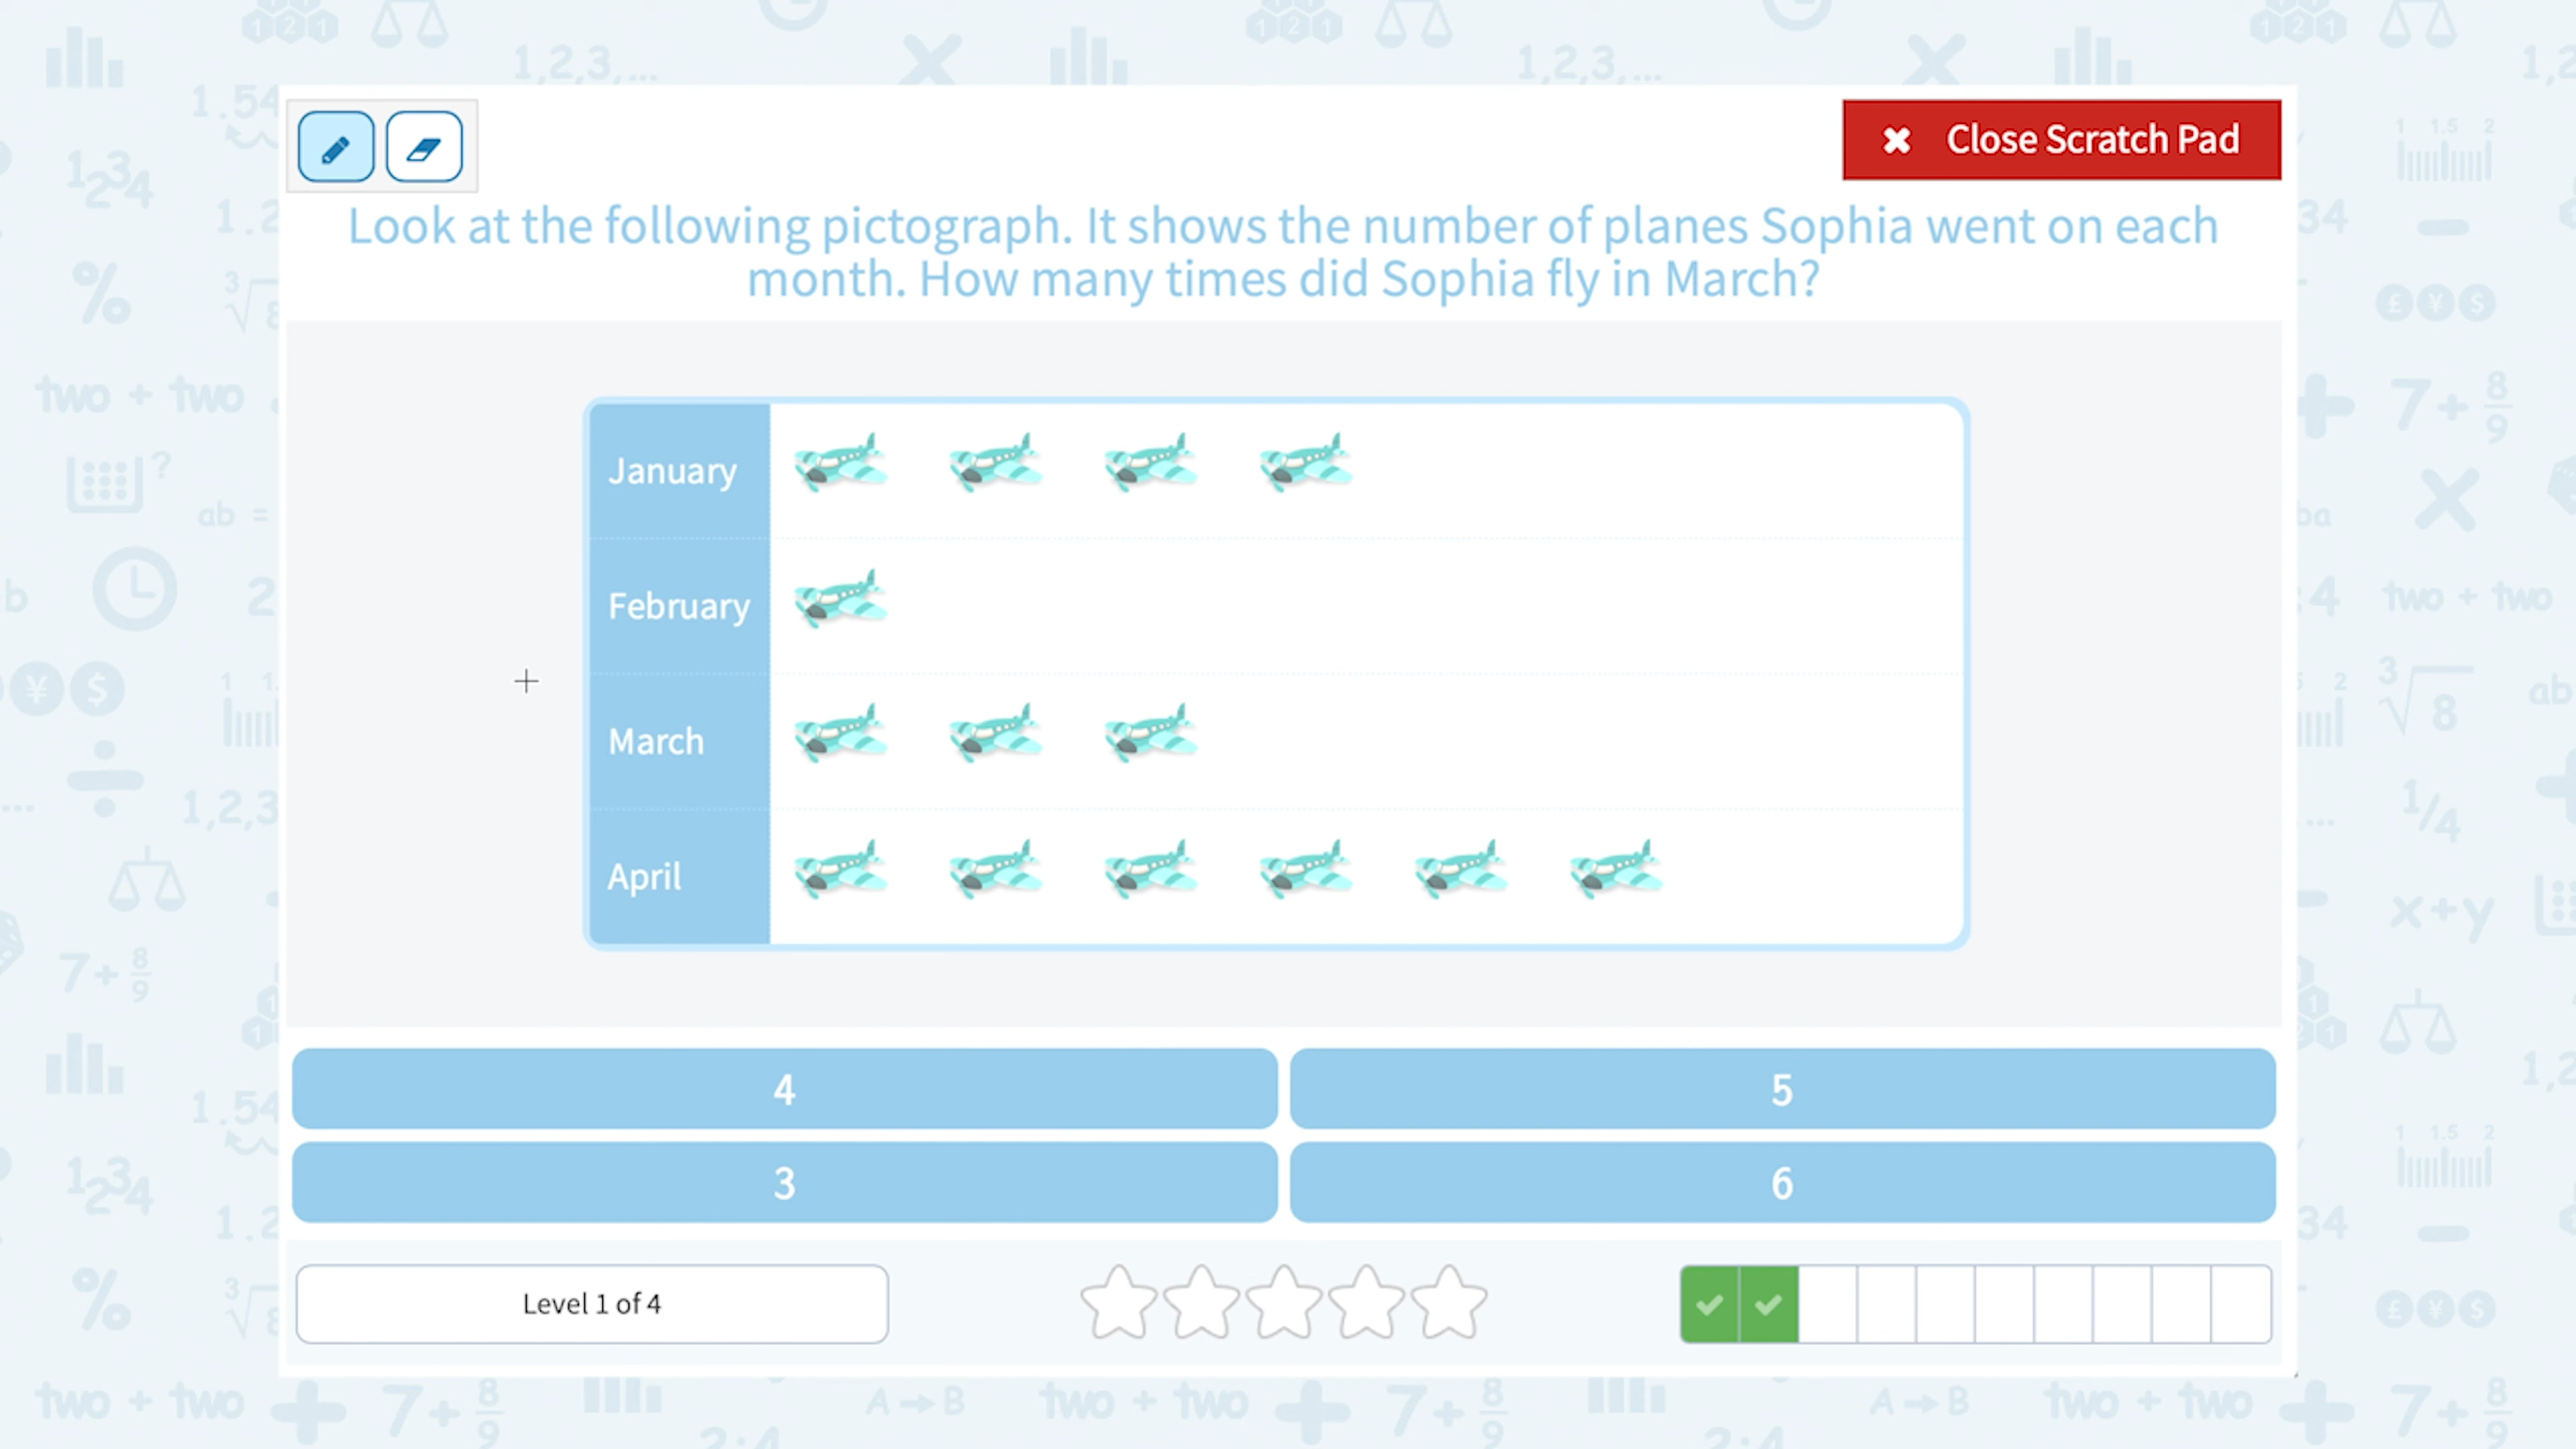 Close Scratch Pad
Look at the following pictograph. It shows the number of planes Sophia went on each
month. How many times did Sophia fly in March?
January
February
March
April
4
5
3
6
Level 1 of 4